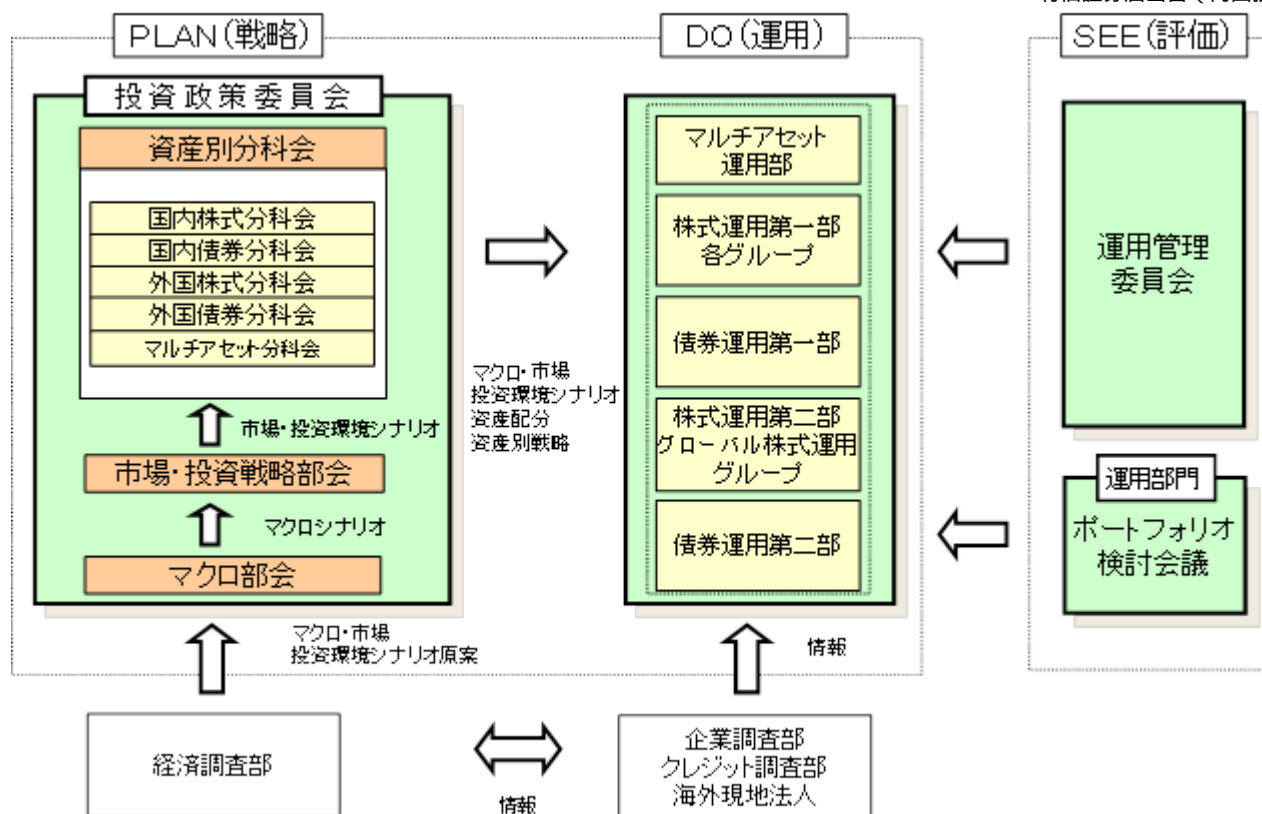 PLAN(戦略)
DO(運用)
SEE(評価)
投資政策委員会
資産別分科会
国内株式分科会
国内債券分科会
外国株式分科会
外国債券分科会
マルチアセット分科会
市場・投資環境シナリオ
市場・投資戦略部会
マクロシナリオ
マクロ部会
マクロ・市場
投資環境シナリオ
資産配分
資産別戦略
マルチアセット
運用部
株式運用第一部
各グループ
債券運用第一部
株式運用第二部
グローバル株式運用
グループ
債券運用第二部
運用管理
委員会
運用部門
ポートフォリオ
検討会議
マクロ・市場
投資環境シナリオ原案
情報
経済調査部
情報
企業調査部
クレジット調査部
海外現地法人